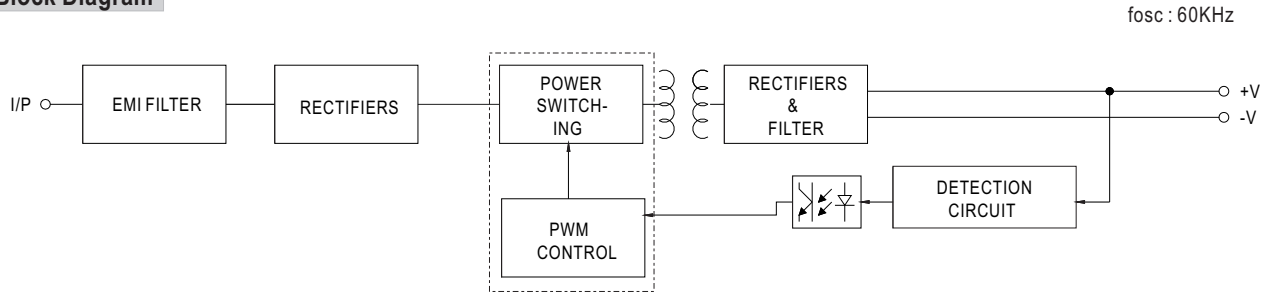 Block Diagram
fosc : 60KHz
I/P
EMI FILTER
RECTIFIERS
POWER
SWITCH-
ING
RECTIFIERS
&
FILTER
+V
-V
DETECTION
CIRCUIT
PWM
CONTROL